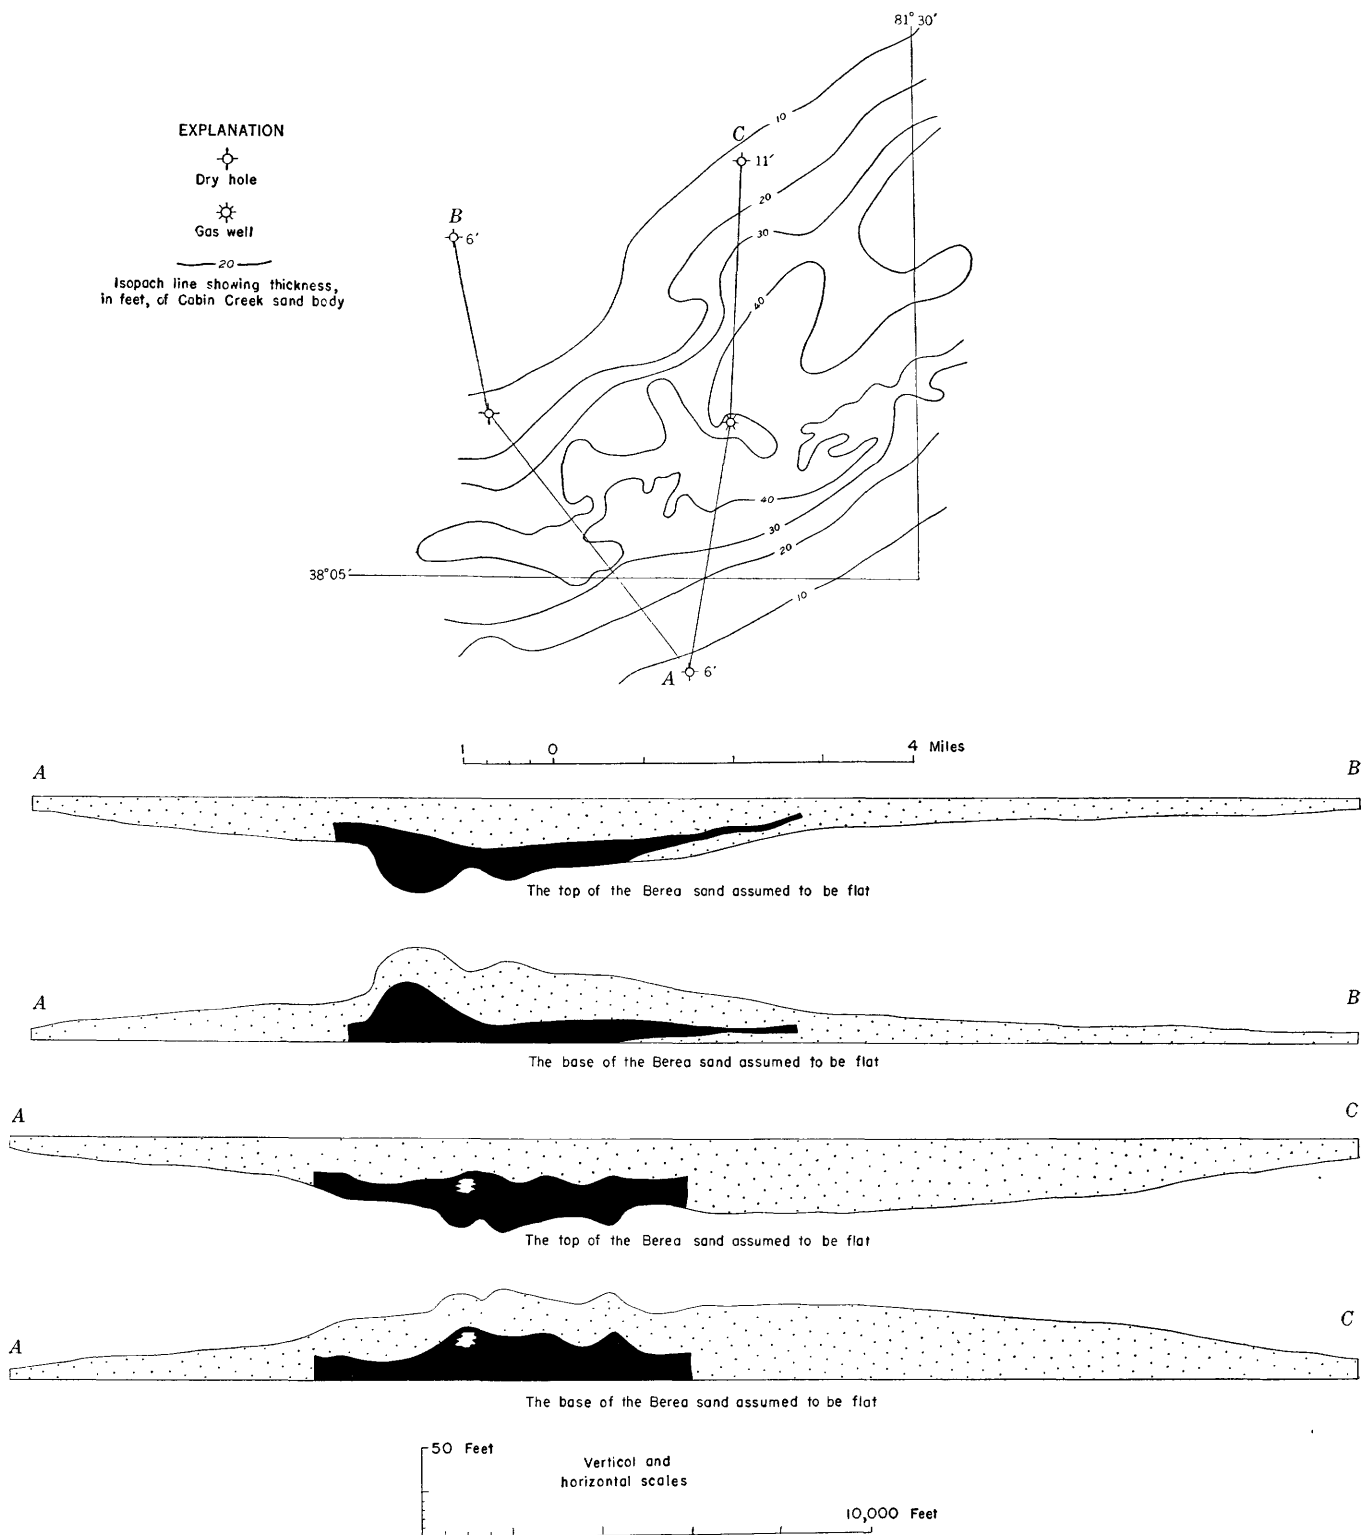 81° 30′
EXPLANATION
Dry hole
Gas well
20
Isopach line showing thickness,
in feet, of Cabin Creek sand body
10
C
11′
20
B
6′
30
40
40
30
20
38°05′
10
A
6′
1 0 4 Miles
A B
The top of the Berea sand assumed to be flat
A B
The base of the Berea sand assumed to be flat
A C
The top of the Berea sand assumed to be flat
A C
The base of the Berea sand assumed to be flat
50 Feet
Vertical and
horizontal scales
10,000 Feet